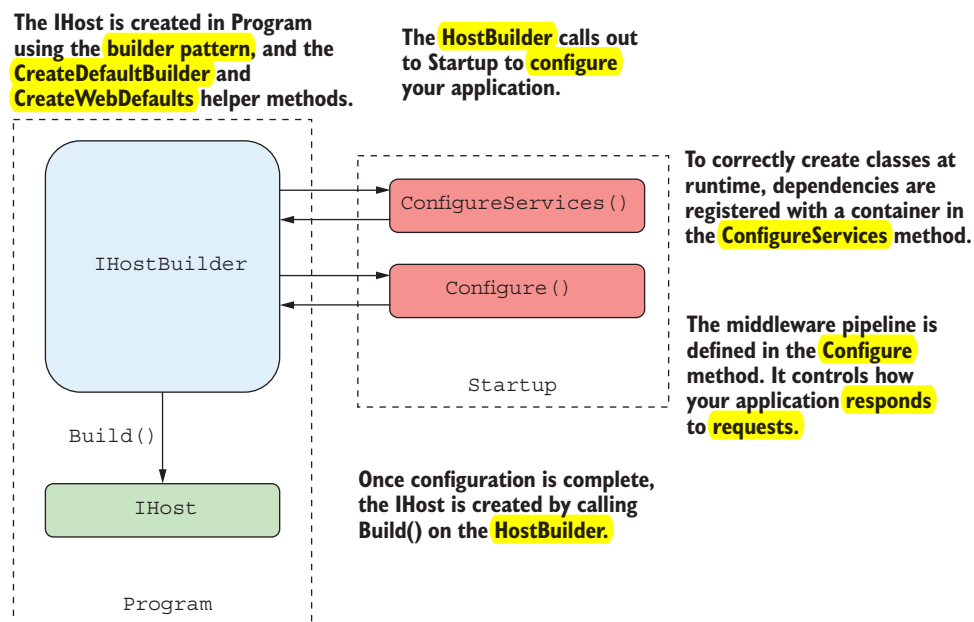 The IHost is created in Program
using the builder pattern, and the
CreateDefaultBuilder and
CreateWebDefaults helper methods.
The HostBuilder calls out
to Startup to configure
your application.
IHostBuilder
ConfigureServices()
Configure()
Startup
To correctly create classes at
runtime, dependencies are
registered with a container in
the ConfigureServices method.
The middleware pipeline is
defined in the Configure
method. It controls how
your application responds
to requests.
Build()
IHost
Once configuration is complete,
the IHost is created by calling
Build() on the HostBuilder.
Program